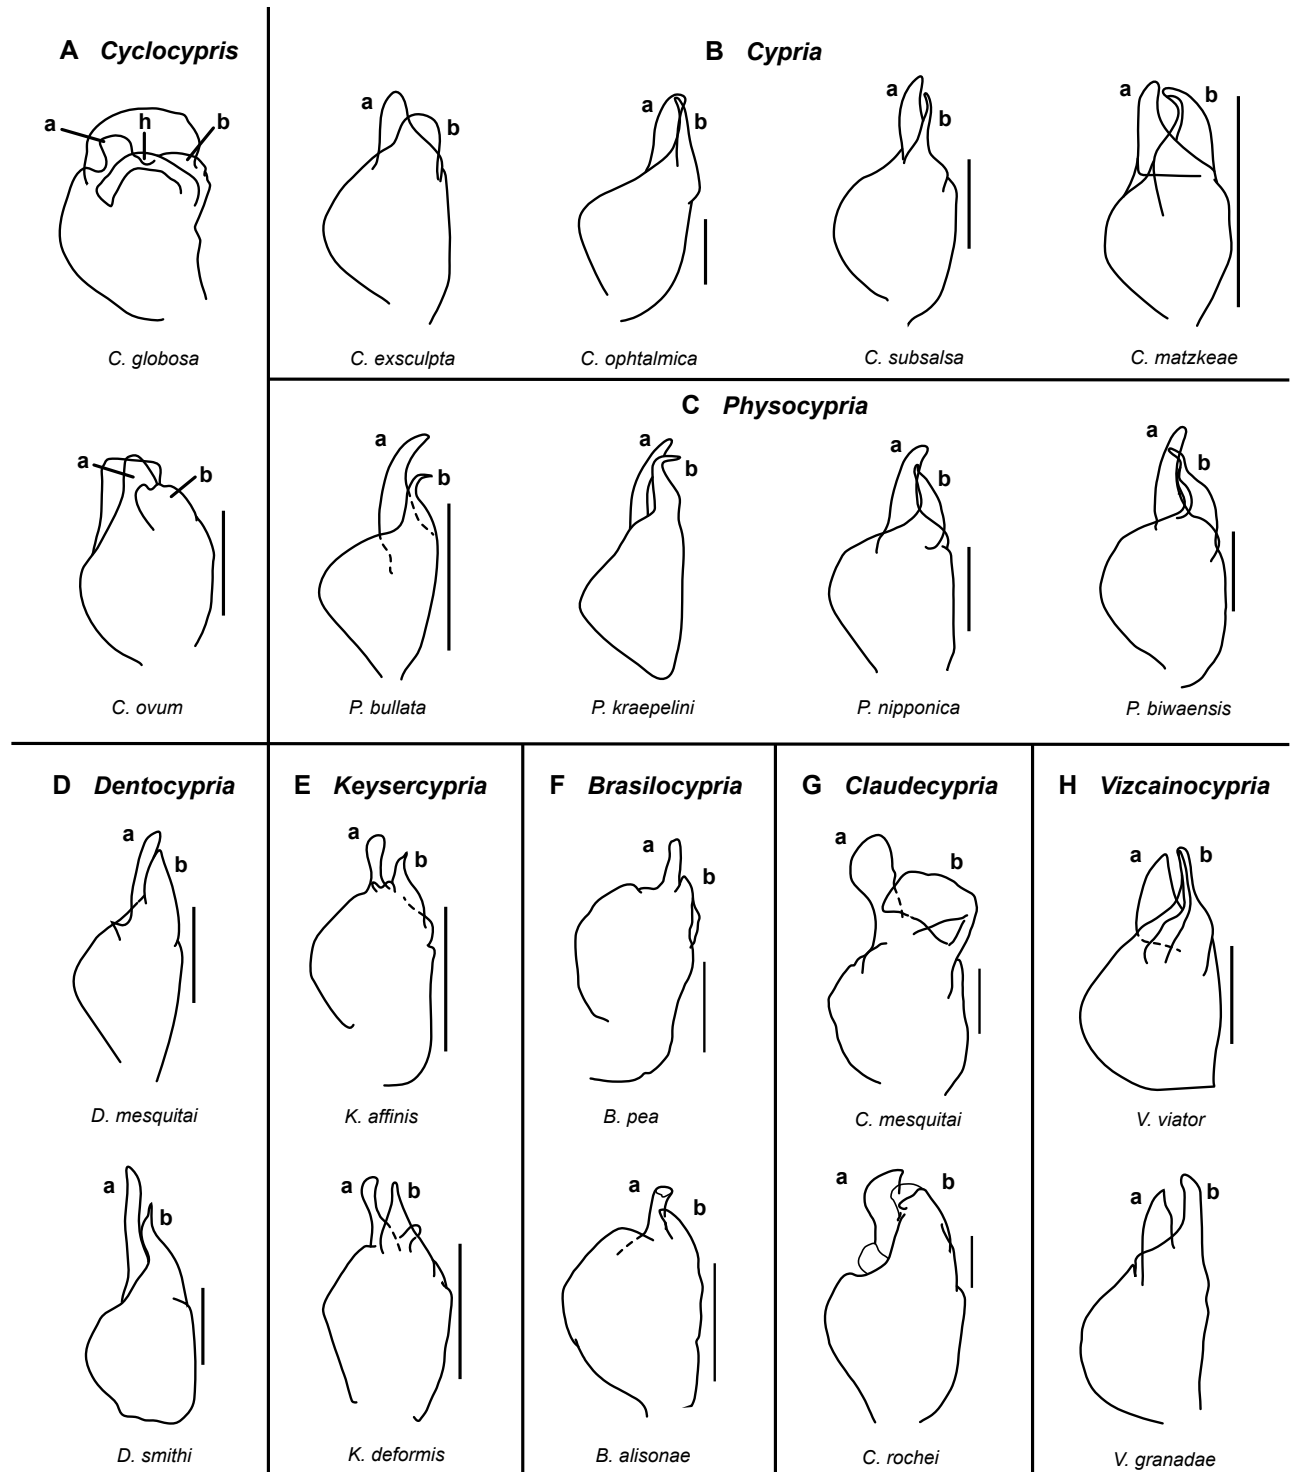 A Cyclocypris
a
h
b
C. globosa
a
b
C. ovum
B Cypria
a
b
C. exsculpta
a
b
C. ophtalmica
a
b
C. subsalsa
a
b
C. matzkeae
C Physocypria
a
b
P. bullata
a
b
P. kraepelini
a
b
P. nipponica
a
b
P. biwaensis
D Dentocypria
a
b
D. mesquitai
a
b
D. smithi
E Keysercypria
a
b
K. affinis
a
b
K. deformis
F Brasilocypria
a
b
B. pea
a
b
B. alisonae
G Claudecypria
a
b
C. mesquitai
a
b
C. rochei
H Vizcainocypria
a
b
V. viator
a
b
V. granadae